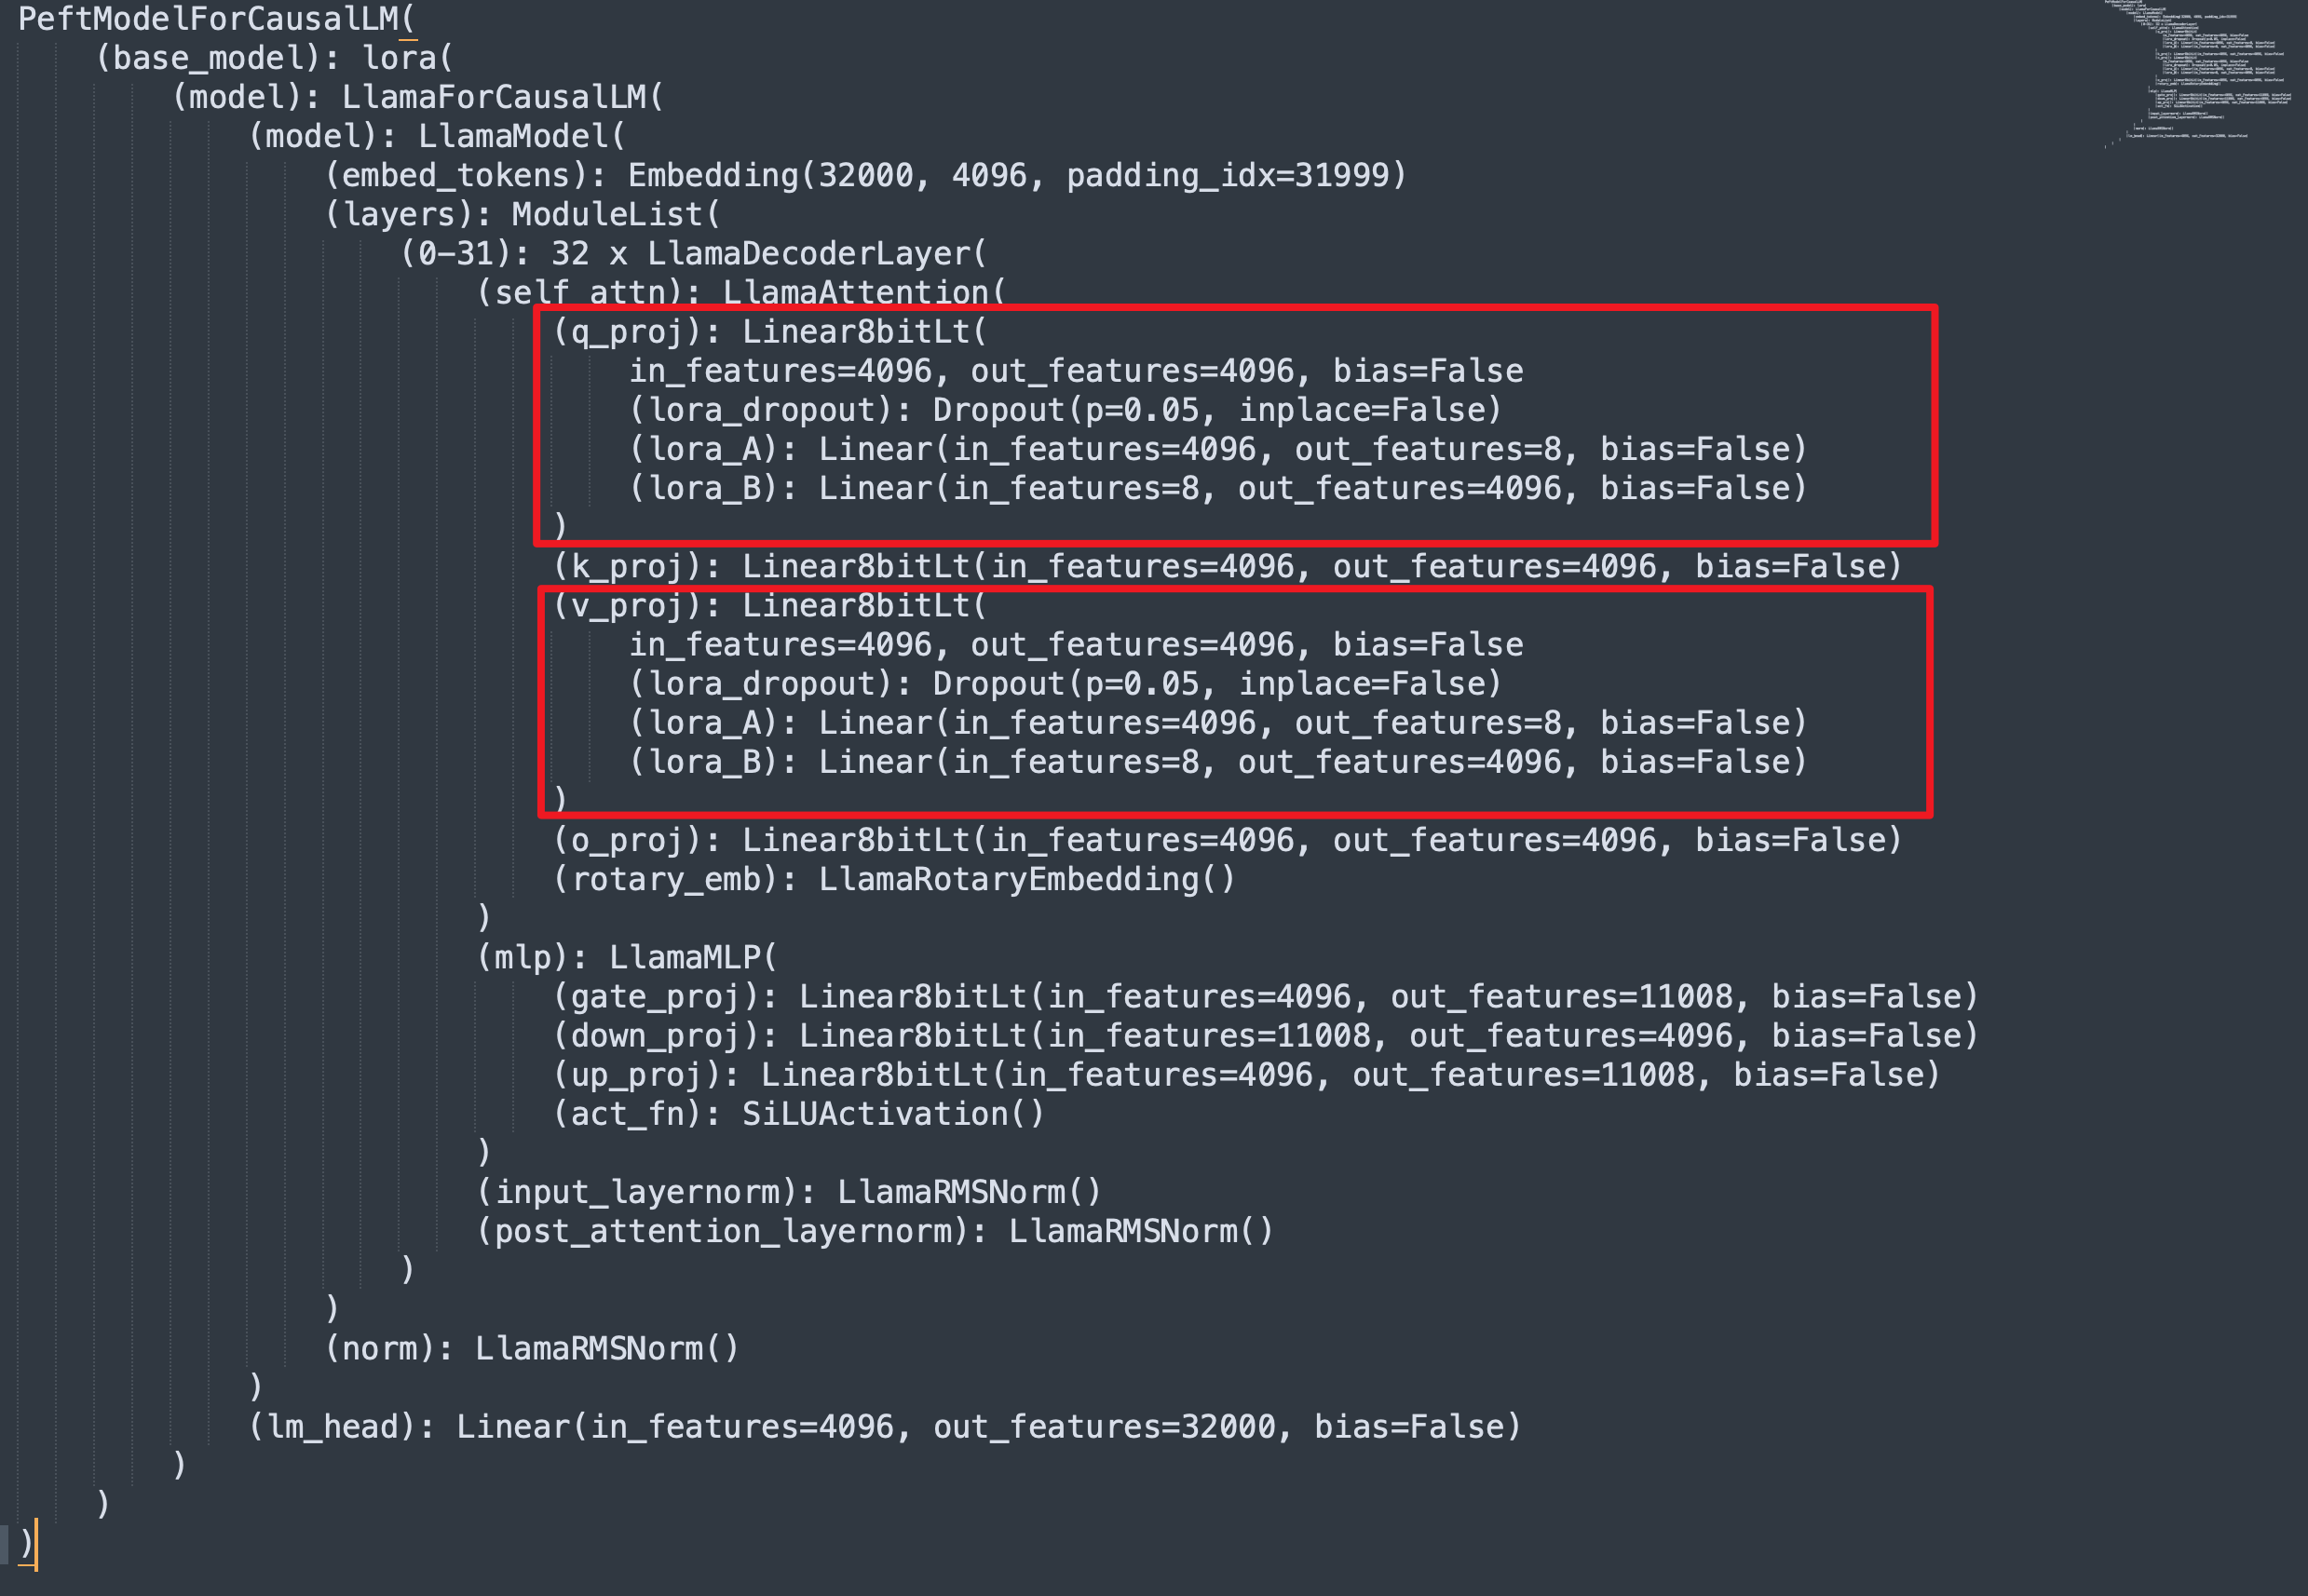 PeftModelForCausalLM(
(base_model): lora(
(model): LlamaForCausalLM(
(model): LlamaModel(
(embed_tokens): Embedding(32000, 4096, padding_idx=31999)
(layers): ModuleList(
(0-31): 32 x LlamaDecoderLayer(
(self_attn): LlamaAttention(
(q_proj): Linear8bitLt(
in_features=4096, out_features=4096, bias=False
(lora_dropout): Dropout(p=0.05, inplace=False)
(lora_A): Linear(in_features=4096, out_features=8, bias=False)
(lora_B): Linear(in_features=8, out_features=4096, bias=False)
)
(k_proj): Linear8bitLt(in_features=4096, out_features=4096, bias=False)
(v_proj): Linear8bitLt(
in_features=4096, out_features=4096, bias=False
(lora_dropout): Dropout(p=0.05, inplace=False)
(lora_A): Linear(in_features=4096, out_features=8, bias=False)
(lora_B): Linear(in_features=8, out_features=4096, bias=False)
)
(o_proj): Linear8bitLt(in_features=4096, out_features=4096, bias=False)
(rotary_emb): LlamaRotaryEmbedding()
)
(mlp): LlamaMLP(
(gate_proj): Linear8bitLt(in_features=4096, out_features=11008, bias=False)
(down_proj): Linear8bitLt(in_features=11008, out_features=4096, bias=False)
(up_proj): Linear8bitLt(in_features=4096, out_features=11008, bias=False)
(act_fn): SiLUActivation()
)
(input_layernorm): LlamaRMSNorm()
(post_attention_layernorm): LlamaRMSNorm()
)
)
(norm): LlamaRMSNorm()
)
(lm_head): Linear(in_features=4096, out_features=32000, bias=False)
)
)
)